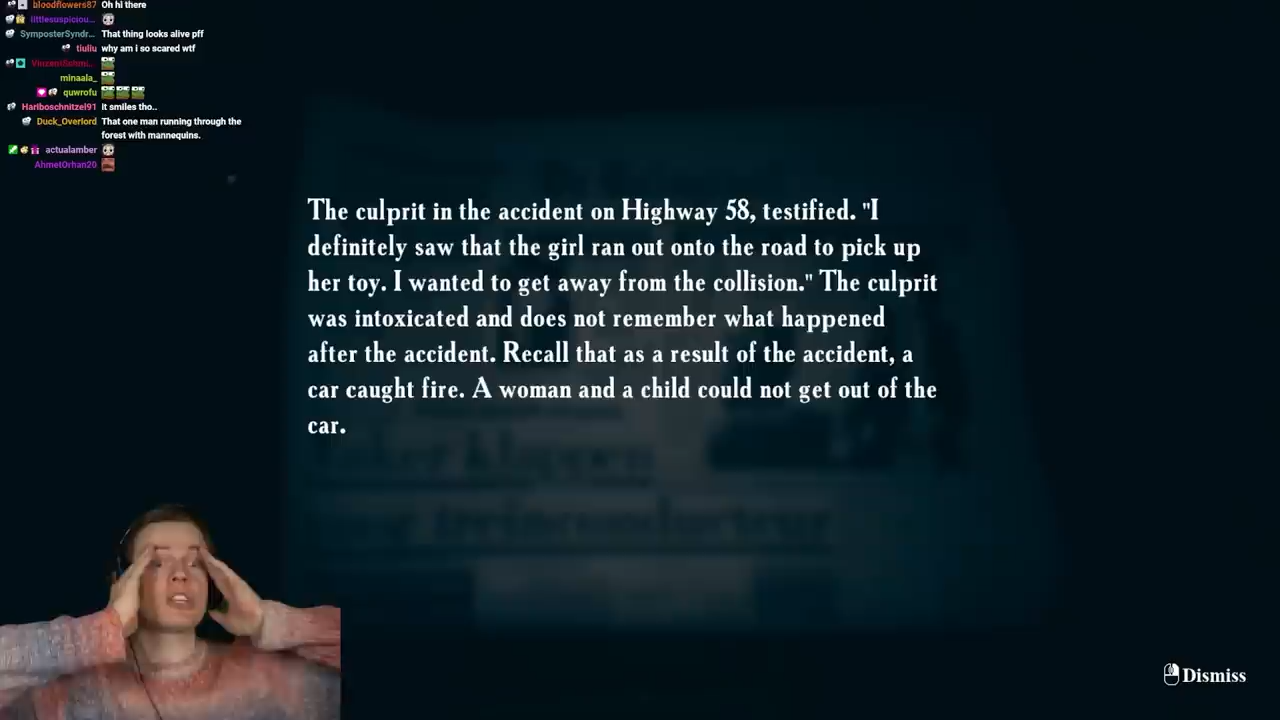 bloodflowers87 Oh hi there
littlesuspiciou...
SymposterSyndr... That thing looks alive pff
tiuliu why am i so scared wtf
minaala_
quwrofu
Hariboschnitzel91 it smiles tho..
Duck_Overlord That one man running through the
forest with mannequins.
actualamber
AhmetOrhan20
The culprit in the accident on Highway 58, testified. "I
definitely saw that the girl ran out onto the road to pick up
her toy. I wanted to get away from the collision." The culprit
was intoxicated and does not remember what happened
after the accident. Recall that as a result of the accident, a
car caught fire. A woman and a child could not get out of the
car.
Dismiss